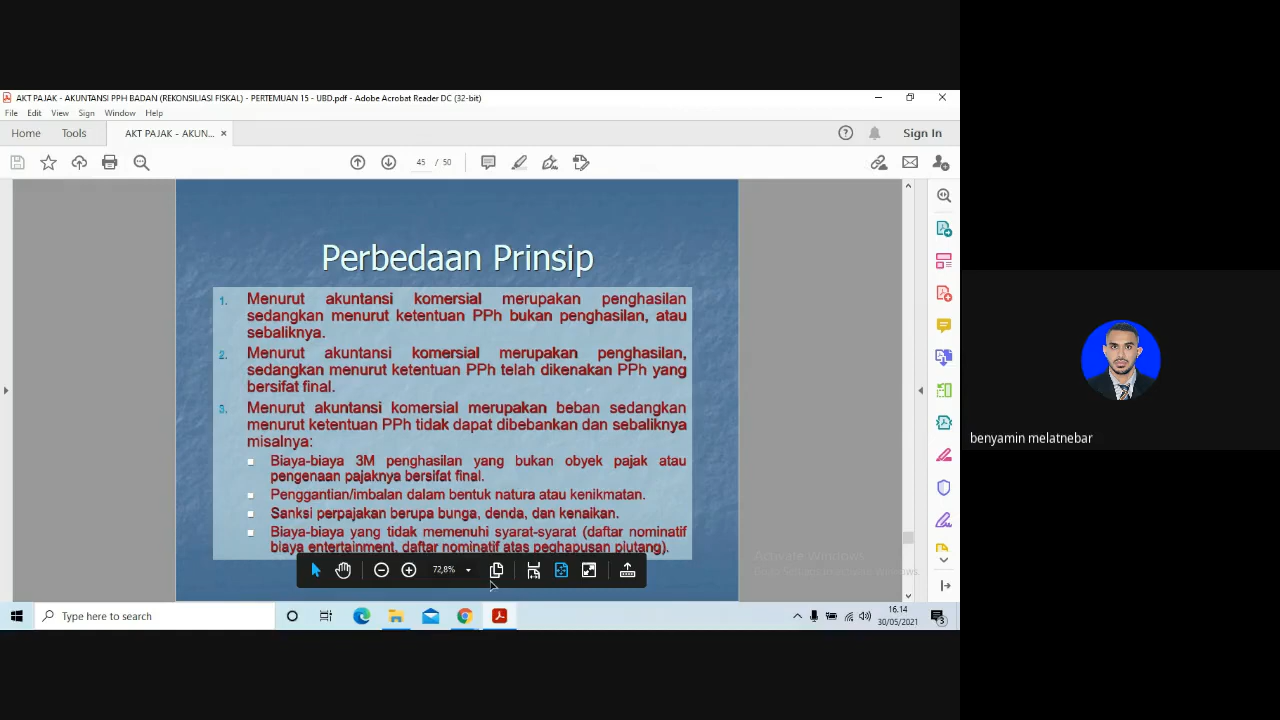 AKT PAJAK - AKUNTANSI PPH BADAN (REKONSILIASI FISKAL) - PERTEMUAN 15 - UBD.pdf - Adobe Acrobat Reader DC (32-bit)
File Edit View Sign Window Help
Home Tools AKT PAJAK - AKUN... × Sign In
45 / 50
Perbedaan Prinsip
1. Menurut akuntansi komersial merupakan penghasilan
sedangkan menurut ketentuan PPh bukan penghasilan, atau
sebaliknya.
2. Menurut akuntansi komersial merupakan penghasilan,
sedangkan menurut ketentuan PPh telah dikenakan PPh yang
bersifat final.
3. Menurut akuntansi komersial merupakan beban sedangkan
menurut ketentuan PPh tidak dapat dibebankan dan sebaliknya
misalnya:
Biaya-biaya 3M penghasilan yang bukan obyek pajak atau
pengenaan pajaknya bersifat final.
Penggantian/imbalan dalam bentuk natura atau kenikmatan.
Sanksi perpajakan berupa bunga, denda, dan kenaikan.
Biaya-biaya yang tidak memenuhi syarat-syarat (daftar nominatif
biaya entertainment, daftar nominatif atas peghapusan piutang).
72,8%
Activate Windows
Type here to search
16.14
30/05/2021
3
benyamin melatnebar